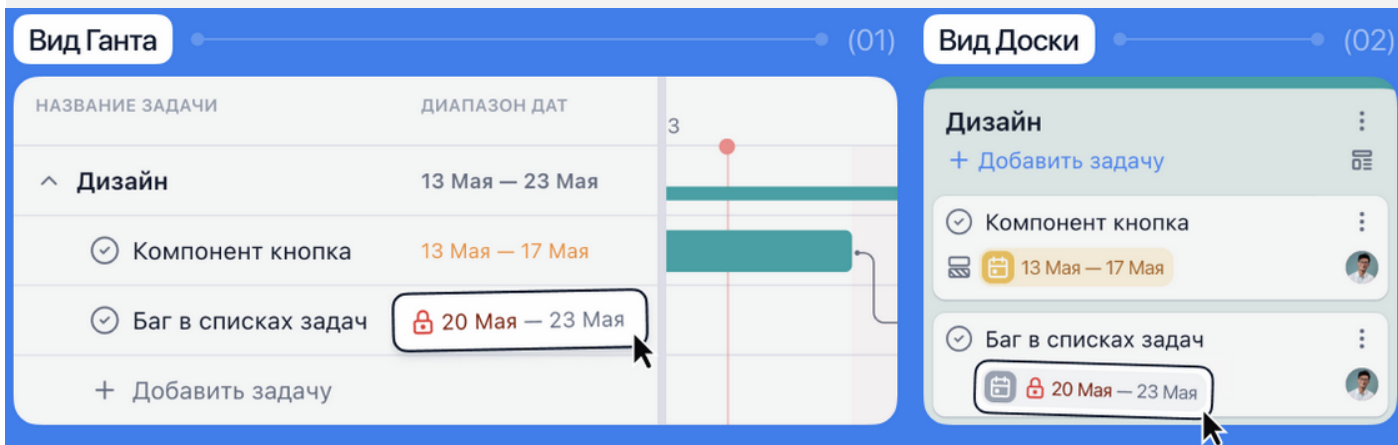 Вид Ганта
(01)
НАЗВАНИЕ ЗАДАЧИ
ДИАПАЗОН ДАТ
3
Дизайн
13 Мая — 23 Мая
Компонент кнопка
13 Мая — 17 Мая
Баг в списках задач
20 Мая — 23 Мая
+ Добавить задачу
Вид Доски
(02)
Дизайн
+ Добавить задачу
Компонент кнопка
13 Мая — 17 Мая
Баг в списках задач
20 Мая — 23 Мая